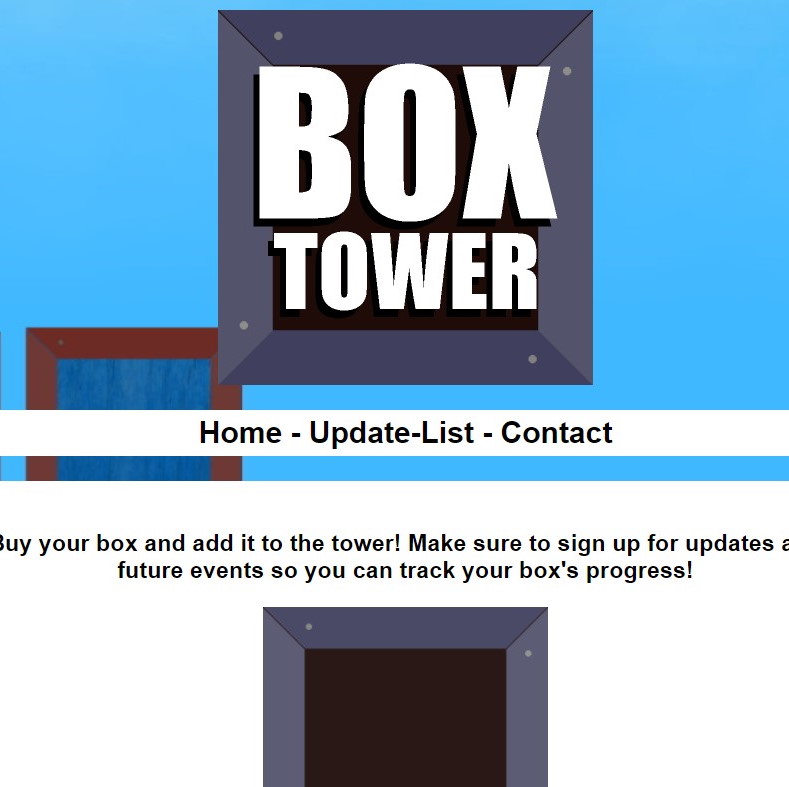 BOX
TOWER
Home - Update-List - Contact
Buy your box and add it to the tower! Make sure to sign up for updates a
future events so you can track your box's progress!